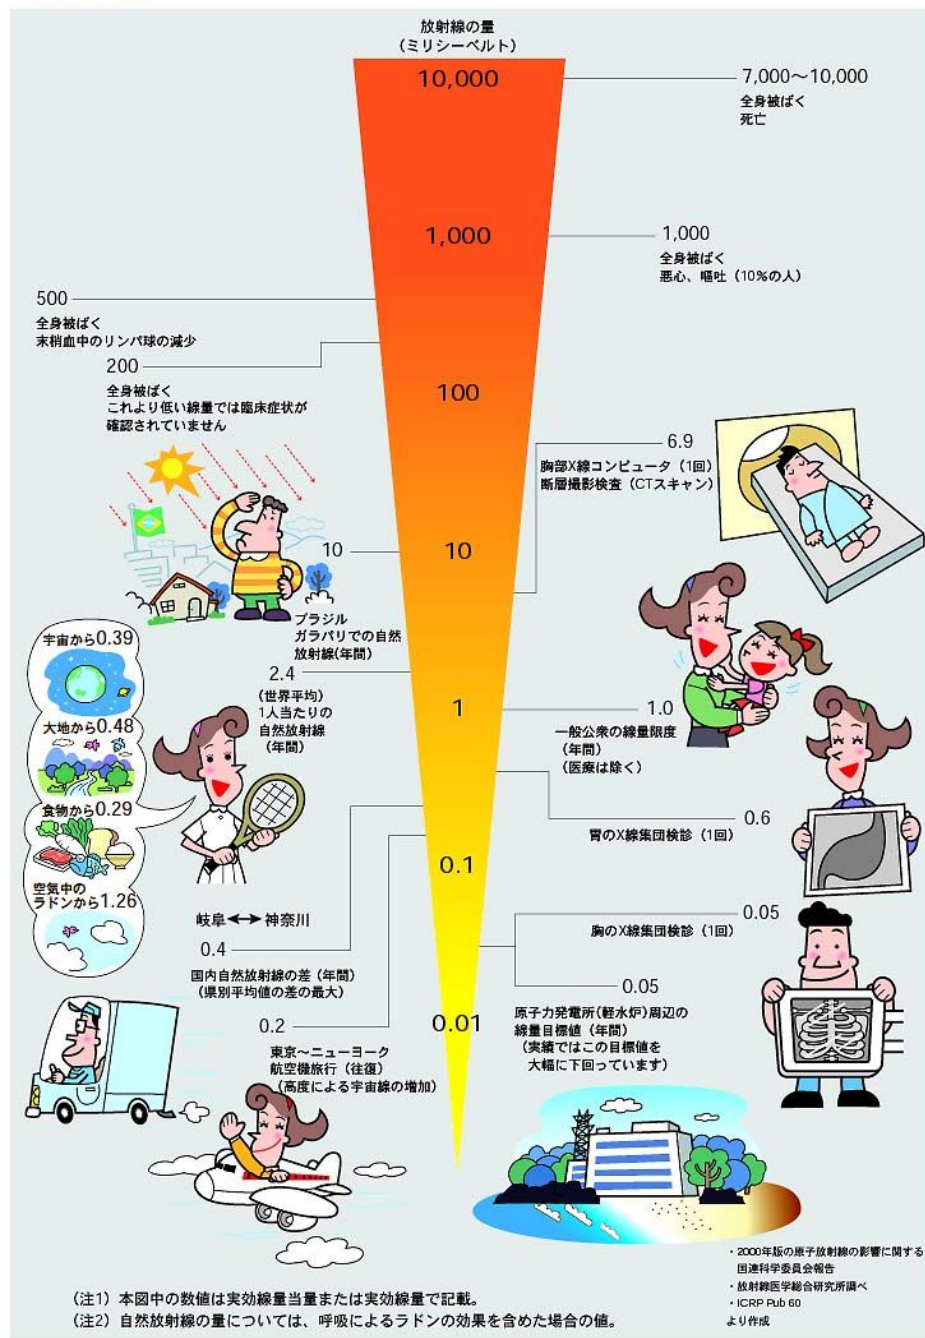 放射線の量
（ミリシーベルト）
10,000
7,000～10,000
全身被ばく
死亡
1,000
1,000
全身被ばく
悪心、嘔吐（10%の人）
500
全身被ばく
末梢血中のリンパ球の減少
200
全身被ばく
これより低い線量では臨床症状が
確認されていません
100
6.9
胸部X線コンピュータ（1回）
断層撮影検査（CTスキャン）
10
10
ブラジル
ガラパリでの自然
放射線(年間)
宇宙から0.39
大地から0.48
食物から0.29
空気中の
ラドンから1.26
2.4
(世界平均)
1人当たりの
自然放射線
（年間）
1
1.0
一般公衆の線量限度
（年間）
（医療は除く）
0.6
胃のX線集団検診（1回）
0.1
岐阜⟷神奈川
0.4
国内自然放射線の差（年間）
（県別平均値の差の最大）
0.05
胸のX線集団検診（1回）
0.05
原子力発電所（軽水炉）周辺の
線量目標値（年間）
（実績ではこの目標値を
大幅に下回っています）
0.01
0.2
東京～ニューヨーク
航空機旅行（往復）
（高度による宇宙線の増加）
・2000年版の原子放射線の影響に関する
国連科学委員会報告
・放射線医学総合研究所調べ
・ICRP Pub 60
より作成
（注1）本図中の数値は実効線量当量または実効線量で記載。
（注2）自然放射線の量については、呼吸によるラドンの効果を含めた場合の値。